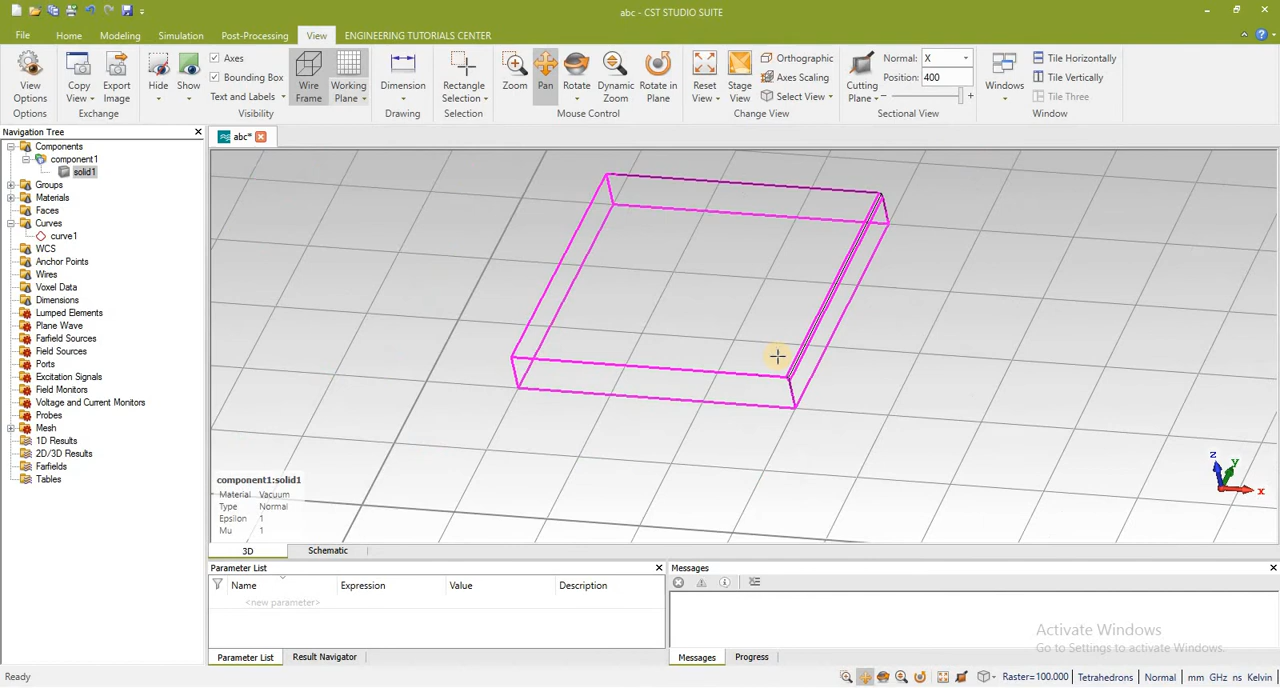 abc - CST STUDIO SUITE
File Home Modeling Simulation Post-Processing View ENGINEERING TUTORIALS CENTER
View Options
Options
Copy View
Export Image
Exchange
Hide
Show
Axes
Bounding Box
Text and Labels
Visibility
Wire Frame
Working Plane
Dimension
Drawing
Rectangle Selection
Selection
Zoom
Pan
Rotate
Dynamic Zoom
Rotate in Plane
Mouse Control
Reset View
Stage View
Orthographic
Axes Scaling
Select View
Change View
Cutting Plane
Normal: X
Position: 400
Sectional View
Windows
Tile Horizontally
Tile Vertically
Tile Three
Window
Navigation Tree
Components
component1
solid1
Groups
Materials
Faces
Curves
curve1
WCS
Anchor Points
Wires
Voxel Data
Dimensions
Lumped Elements
Plane Wave
Farfield Sources
Field Sources
Ports
Excitation Signals
Field Monitors
Voltage and Current Monitors
Probes
Mesh
1D Results
2D/3D Results
Farfields
Tables
abc*
z
y
x
component1:solid1
Material Vacuum
Type Normal
Epsilon 1
Mu 1
3D Schematic
Parameter List
Name Expression Value Description
<new parameter>
Parameter List Result Navigator
Messages
Activate Windows
Go to Settings to activate Windows.
Messages Progress
Ready
Raster=100.000 Tetrahedrons Normal mm GHz ns Kelvin